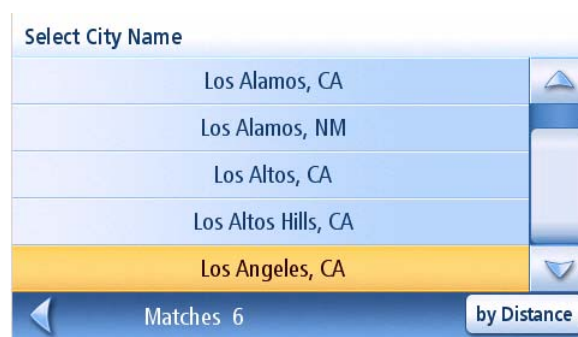 Select City Name
Los Alamos, CA
Los Alamos, NM
Los Altos, CA
Los Altos Hills, CA
Los Angeles, CA
Matches 6
by Distance